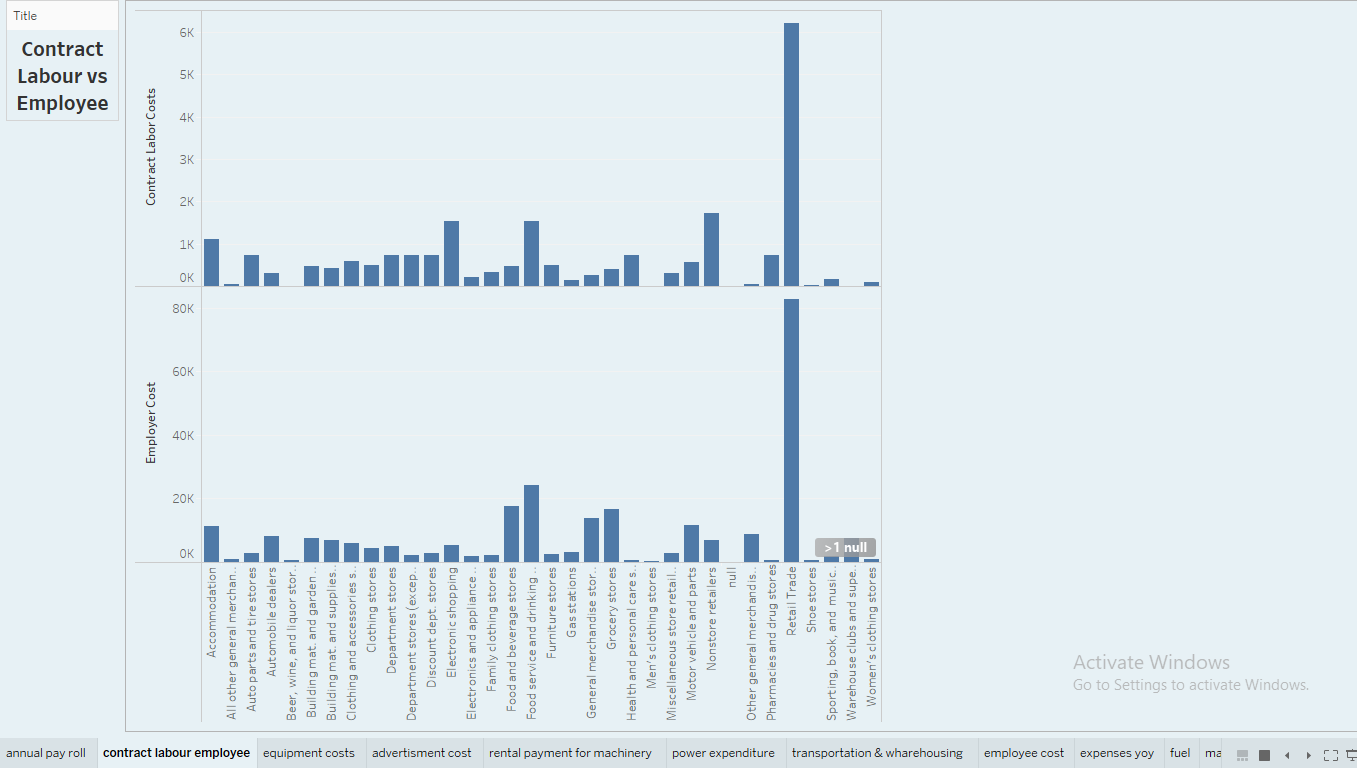 Title
Contract
Labour vs
Employee
6K
5K
4K
3K
2K
1K
0K
Contract Labor Costs
80K
60K
40K
20K
0K
Employer Cost
>1 null
Accommodation
All other general merchan..
Auto parts and tire stores
Automobile dealers
Beer, wine, and liquor stor..
Building mat. and garden ..
Building mat. and supplies..
Clothing and accessories s..
Clothing stores
Department stores
Department stores (excep..
Discount dept. stores
Electronic shopping
Electronics and appliance ..
Family clothing stores
Food and beverage stores
Food service and drinking ..
Furniture stores
Gas stations
General merchandise stor..
Grocery stores
Health and personal care s..
Men's clothing stores
Miscellaneous store retail..
Motor vehicle and parts
Nonstore retailers
null
Other general merchandis..
Pharmacies and drug stores
Retail Trade
Shoe stores
Sporting, book, and music..
Warehouse clubs and supe..
Women's clothing stores
Activate Windows
Go to Settings to activate Windows.
annual pay roll
contract labour employee
equipment costs
advertisment cost
rental payment for machinery
power expenditure
transportation & wharehousing
employee cost
expenses yoy
fuel
ma